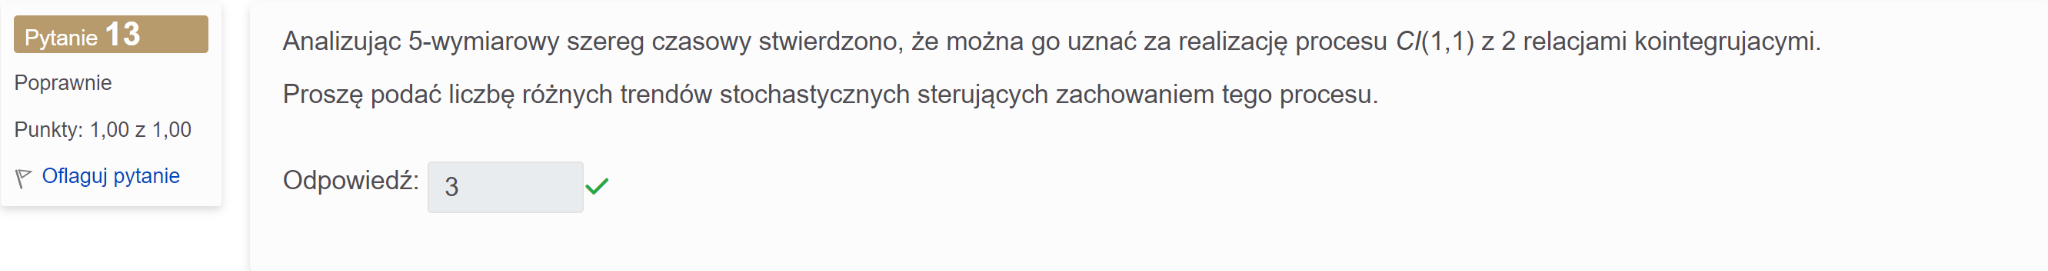 Pytanie 13
Poprawnie
Punkty: 1,00 z 1,00
Oflaguj pytanie
Analizując 5-wymiarowy szereg czasowy stwierdzono, że można go uznać za realizację procesu CI(1,1) z 2 relacjami kointegrujacymi.
Proszę podać liczbę różnych trendów stochastycznych sterujących zachowaniem tego procesu.
Odpowiedź: 3